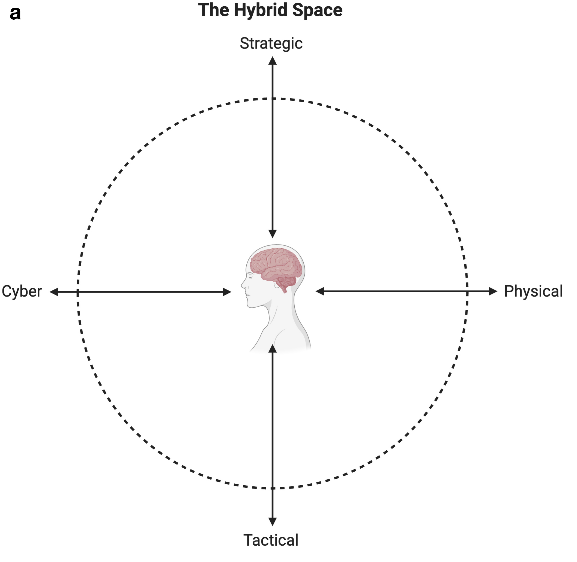 a
The Hybrid Space
Strategic
Cyber
Physical
Tactical